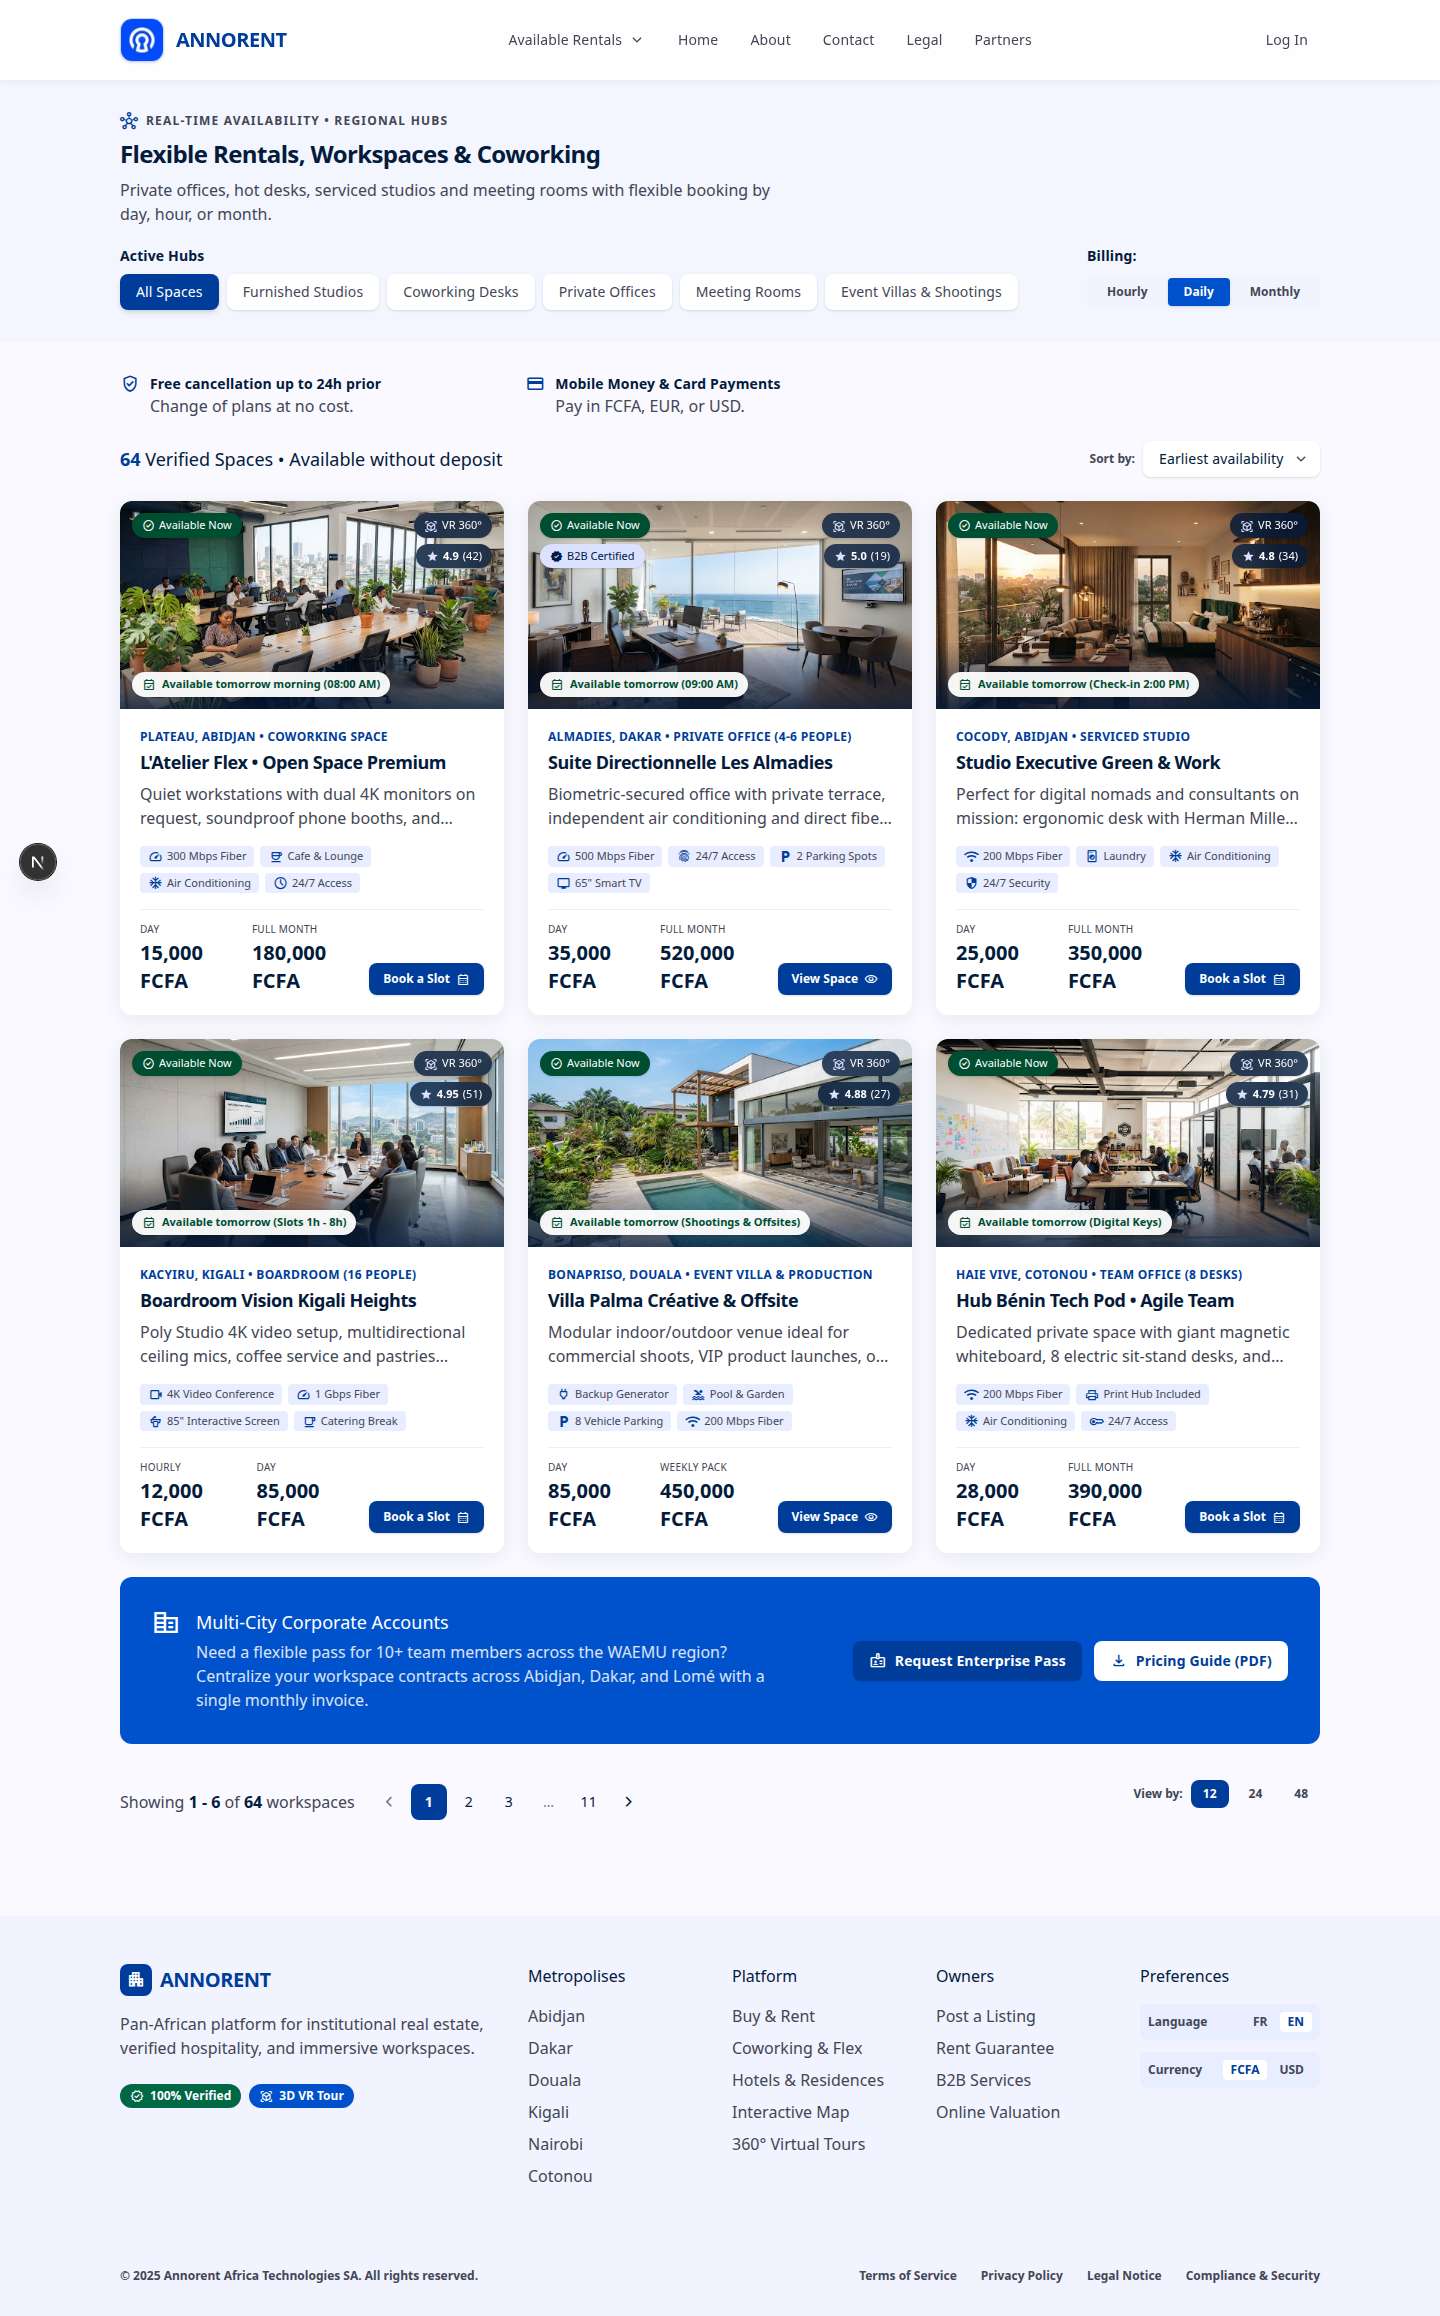 ANNORENT
Available Rentals
Home
About
Contact
Legal
Partners
Log In
REAL-TIME AVAILABILITY • REGIONAL HUBS
Flexible Rentals, Workspaces & Coworking
Private offices, hot desks, serviced studios and meeting rooms with flexible booking by
day, hour, or month.
Active Hubs
Billing:
All Spaces
Furnished Studios
Coworking Desks
Private Offices
Meeting Rooms
Event Villas & Shootings
Hourly
Daily
Monthly
Free cancellation up to 24h prior
Change of plans at no cost.
Mobile Money & Card Payments
Pay in FCFA, EUR, or USD.
64 Verified Spaces • Available without deposit
Sort by:
Earliest availability
Available Now
VR 360°
4.9 (42)
Available tomorrow morning (08:00 AM)
PLATEAU, ABIDJAN • COWORKING SPACE
L'Atelier Flex • Open Space Premium
Quiet workstations with dual 4K monitors on
request, soundproof phone booths, and...
300 Mbps Fiber
Cafe & Lounge
Air Conditioning
24/7 Access
DAY
FULL MONTH
15,000
FCFA
180,000
FCFA
Book a Slot
Available Now
VR 360°
B2B Certified
5.0 (19)
Available tomorrow (09:00 AM)
ALMADIES, DAKAR • PRIVATE OFFICE (4-6 PEOPLE)
Suite Directionnelle Les Almadies
Biometric-secured office with private terrace,
independent air conditioning and direct fibe...
500 Mbps Fiber
24/7 Access
2 Parking Spots
65" Smart TV
DAY
FULL MONTH
35,000
FCFA
520,000
FCFA
View Space
Available Now
VR 360°
4.8 (34)
Available tomorrow (Check-in 2:00 PM)
COCODY, ABIDJAN • SERVICED STUDIO
Studio Executive Green & Work
Perfect for digital nomads and consultants on
mission: ergonomic desk with Herman Mille...
200 Mbps Fiber
Laundry
Air Conditioning
24/7 Security
DAY
FULL MONTH
25,000
FCFA
350,000
FCFA
Book a Slot
Available Now
VR 360°
4.95 (51)
Available tomorrow (Slots 1h - 8h)
KACYIRU, KIGALI • BOARDROOM (16 PEOPLE)
Boardroom Vision Kigali Heights
Poly Studio 4K video setup, multidirectional
ceiling mics, coffee service and pastries...
4K Video Conference
1 Gbps Fiber
85" Interactive Screen
Catering Break
HOURLY
DAY
12,000
FCFA
85,000
FCFA
Book a Slot
Available Now
VR 360°
4.88 (27)
Available tomorrow (Shootings & Offsites)
BONAPRISO, DOUALA • EVENT VILLA & PRODUCTION
Villa Palma Créative & Offsite
Modular indoor/outdoor venue ideal for
commercial shoots, VIP product launches, o...
Backup Generator
Pool & Garden
8 Vehicle Parking
200 Mbps Fiber
DAY
WEEKLY PACK
85,000
FCFA
450,000
FCFA
View Space
Available Now
VR 360°
4.79 (31)
Available tomorrow (Digital Keys)
HAIE VIVE, COTONOU • TEAM OFFICE (8 DESKS)
Hub Bénin Tech Pod • Agile Team
Dedicated private space with giant magnetic
whiteboard, 8 electric sit-stand desks, and...
200 Mbps Fiber
Print Hub Included
Air Conditioning
24/7 Access
DAY
FULL MONTH
28,000
FCFA
390,000
FCFA
Book a Slot
Multi-City Corporate Accounts
Need a flexible pass for 10+ team members across the WAEMU region?
Centralize your workspace contracts across Abidjan, Dakar, and Lomé with a
single monthly invoice.
Request Enterprise Pass
Pricing Guide (PDF)
Showing 1 - 6 of 64 workspaces
1
2
3
...
11
View by:
12
24
48
ANNORENT
Pan-African platform for institutional real estate,
verified hospitality, and immersive workspaces.
100% Verified
3D VR Tour
Metropolises
Abidjan
Dakar
Douala
Kigali
Nairobi
Cotonou
Platform
Buy & Rent
Coworking & Flex
Hotels & Residences
Interactive Map
360° Virtual Tours
Owners
Post a Listing
Rent Guarantee
B2B Services
Online Valuation
Preferences
Language
FR
EN
Currency
FCFA
USD
© 2025 Annorent Africa Technologies SA. All rights reserved.
Terms of Service
Privacy Policy
Legal Notice
Compliance & Security